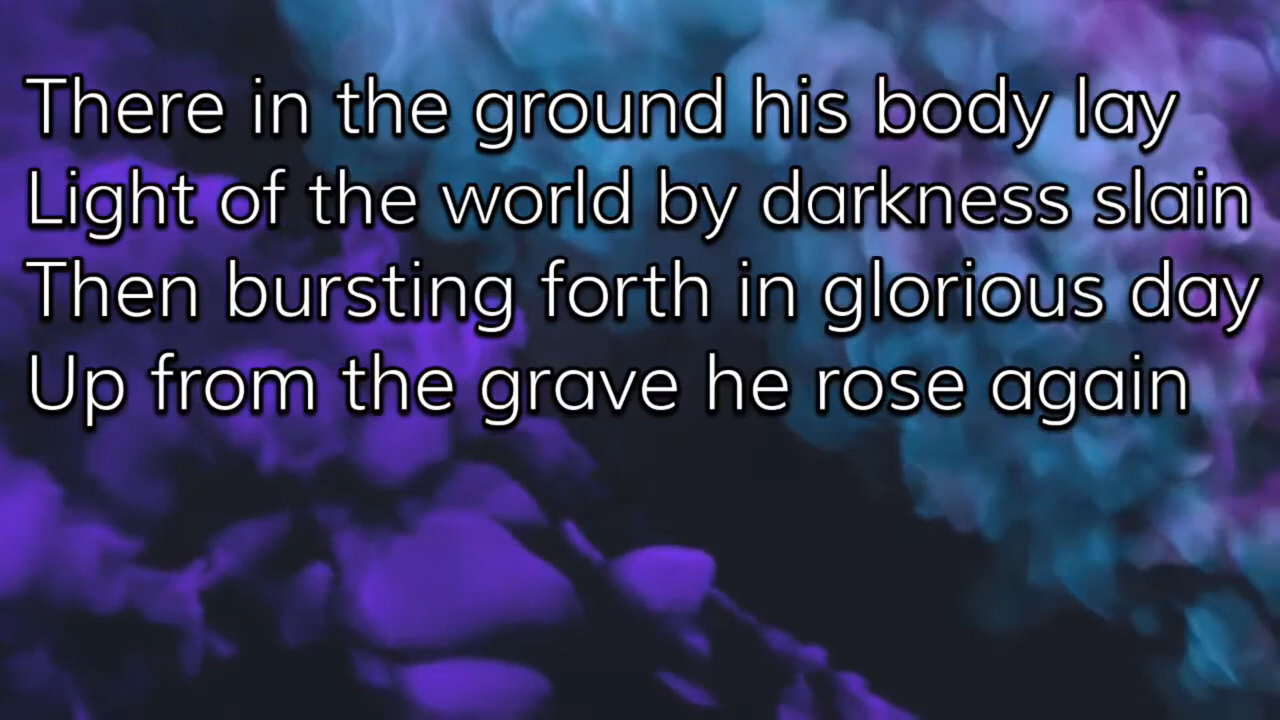 There in the ground his body lay
Light of the world by darkness slain
Then bursting forth in glorious day
Up from the grave he rose again